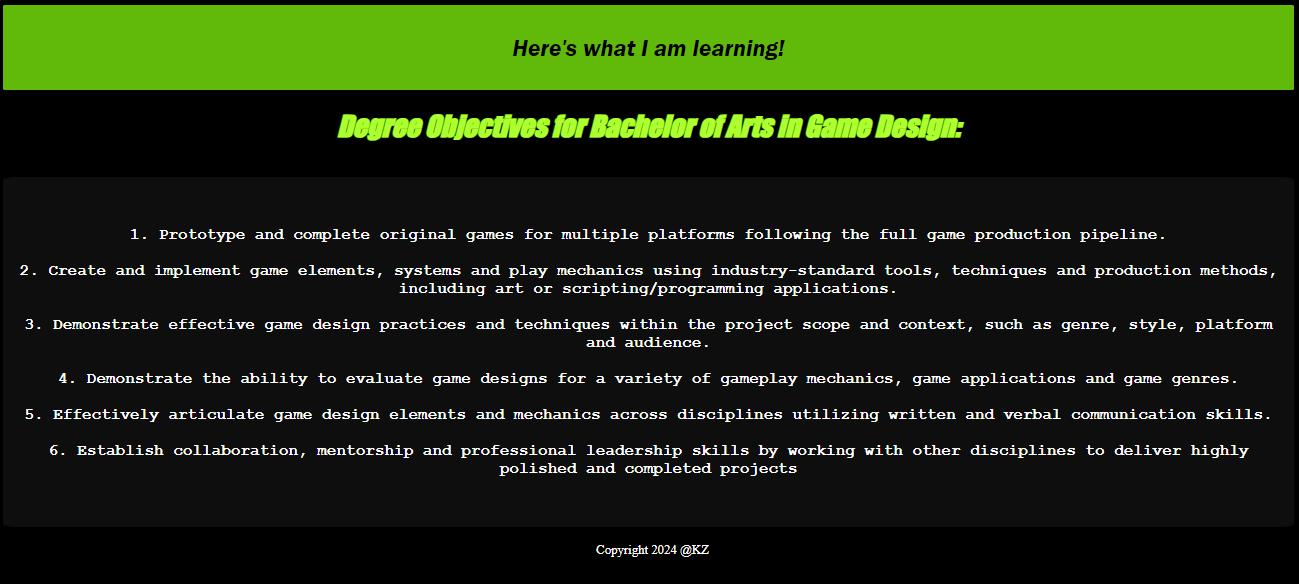 Here's what I am learning!
Degree Objectives for Bachelor of Arts in Game Design:
1. Prototype and complete original games for multiple platforms following the full game production pipeline.
2. Create and implement game elements, systems and play mechanics using industry-standard tools, techniques and production methods,
including art or scripting/programming applications.
3. Demonstrate effective game design practices and techniques within the project scope and context, such as genre, style, platform
and audience.
4. Demonstrate the ability to evaluate game designs for a variety of gameplay mechanics, game applications and game genres.
5. Effectively articulate game design elements and mechanics across disciplines utilizing written and verbal communication skills.
6. Establish collaboration, mentorship and professional leadership skills by working with other disciplines to deliver highly
polished and completed projects
Copyright 2024 @KZ